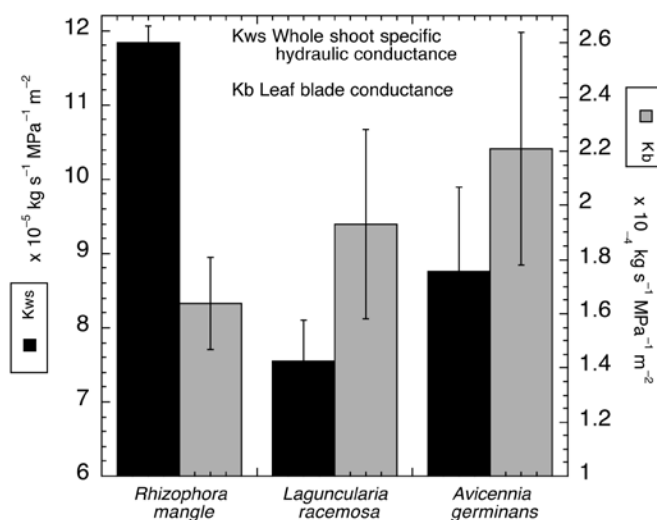 12
11
10
9
8
7
6
x 10⁻⁵ kg s⁻¹ MPa⁻¹ m⁻²
Kws
Kws Whole shoot specific
hydraulic conductance
Kb Leaf blade conductance
2.6
2.4
2.2
2
1.8
1.6
1.4
1.2
1
Kb
x 10⁻⁴ kg s⁻¹ MPa⁻¹ m⁻²
Rhizophora
mangle
Laguncularia
racemosa
Avicennia
germinans